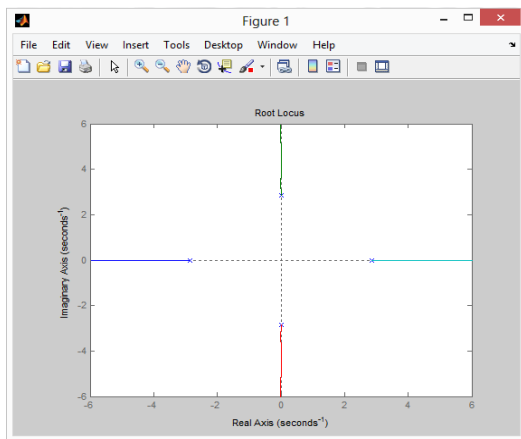 Figure 1
File Edit View Insert Tools Desktop Window Help
Root Locus
6
4
2
0
-2
-4
-6
Imaginary Axis (seconds⁻¹)
-6 -4 -2 0 2 4 6
Real Axis (seconds⁻¹)